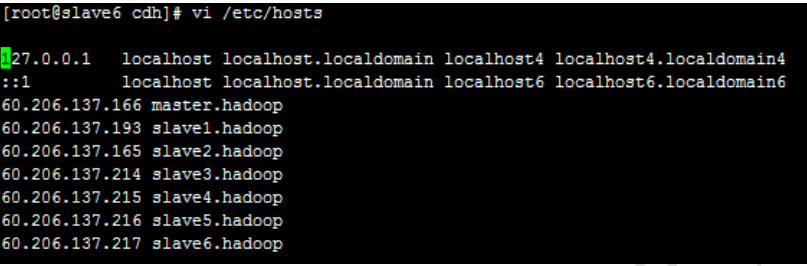 [root@slave6 cdh]# vi /etc/hosts
127.0.0.1   localhost localhost.localdomain localhost4 localhost4.localdomain4
::1         localhost localhost.localdomain localhost6 localhost6.localdomain6
60.206.137.166 master.hadoop
60.206.137.193 slave1.hadoop
60.206.137.165 slave2.hadoop
60.206.137.214 slave3.hadoop
60.206.137.215 slave4.hadoop
60.206.137.216 slave5.hadoop
60.206.137.217 slave6.hadoop